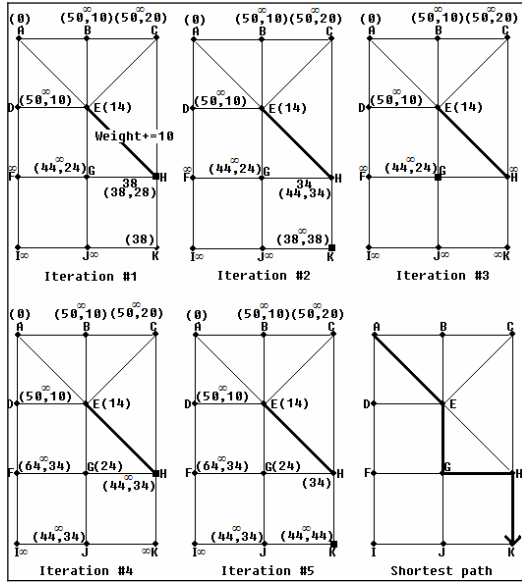 (0) (50,10)(50,20) (0) (50,10)(50,20) (0) (50,10)(50,20)
∞ ∞ ∞ ∞ ∞ ∞
A B C A B C A B C
∞ ∞ ∞
D (50,10) E(14) D (50,10) E(14) D (50,10) E(14)
Weight+=10
∞ ∞ ∞ ∞ ∞ ∞
F (44,24) G H F (44,24) G H F (44,24) G H
38 34
(38,28) (44,34)
(38) (38,38)
I∞ J∞ K I∞ J∞ K I∞ J∞ K
Iteration #1 Iteration #2 Iteration #3
(0) (50,10)(50,20) (0) (50,10)(50,20)
∞ ∞ ∞ ∞
A B C A B C A B C
∞ ∞
D (50,10) E(14) D (50,10) E(14) D E
∞ ∞
F (64,34) G(24) H F (64,34) G(24) H F G H
(44,34) (34)
∞ ∞ ∞
(44,34) (44,34) (44,44)
I∞ J ∞K I∞ J K I J K
Iteration #4 Iteration #5 Shortest path